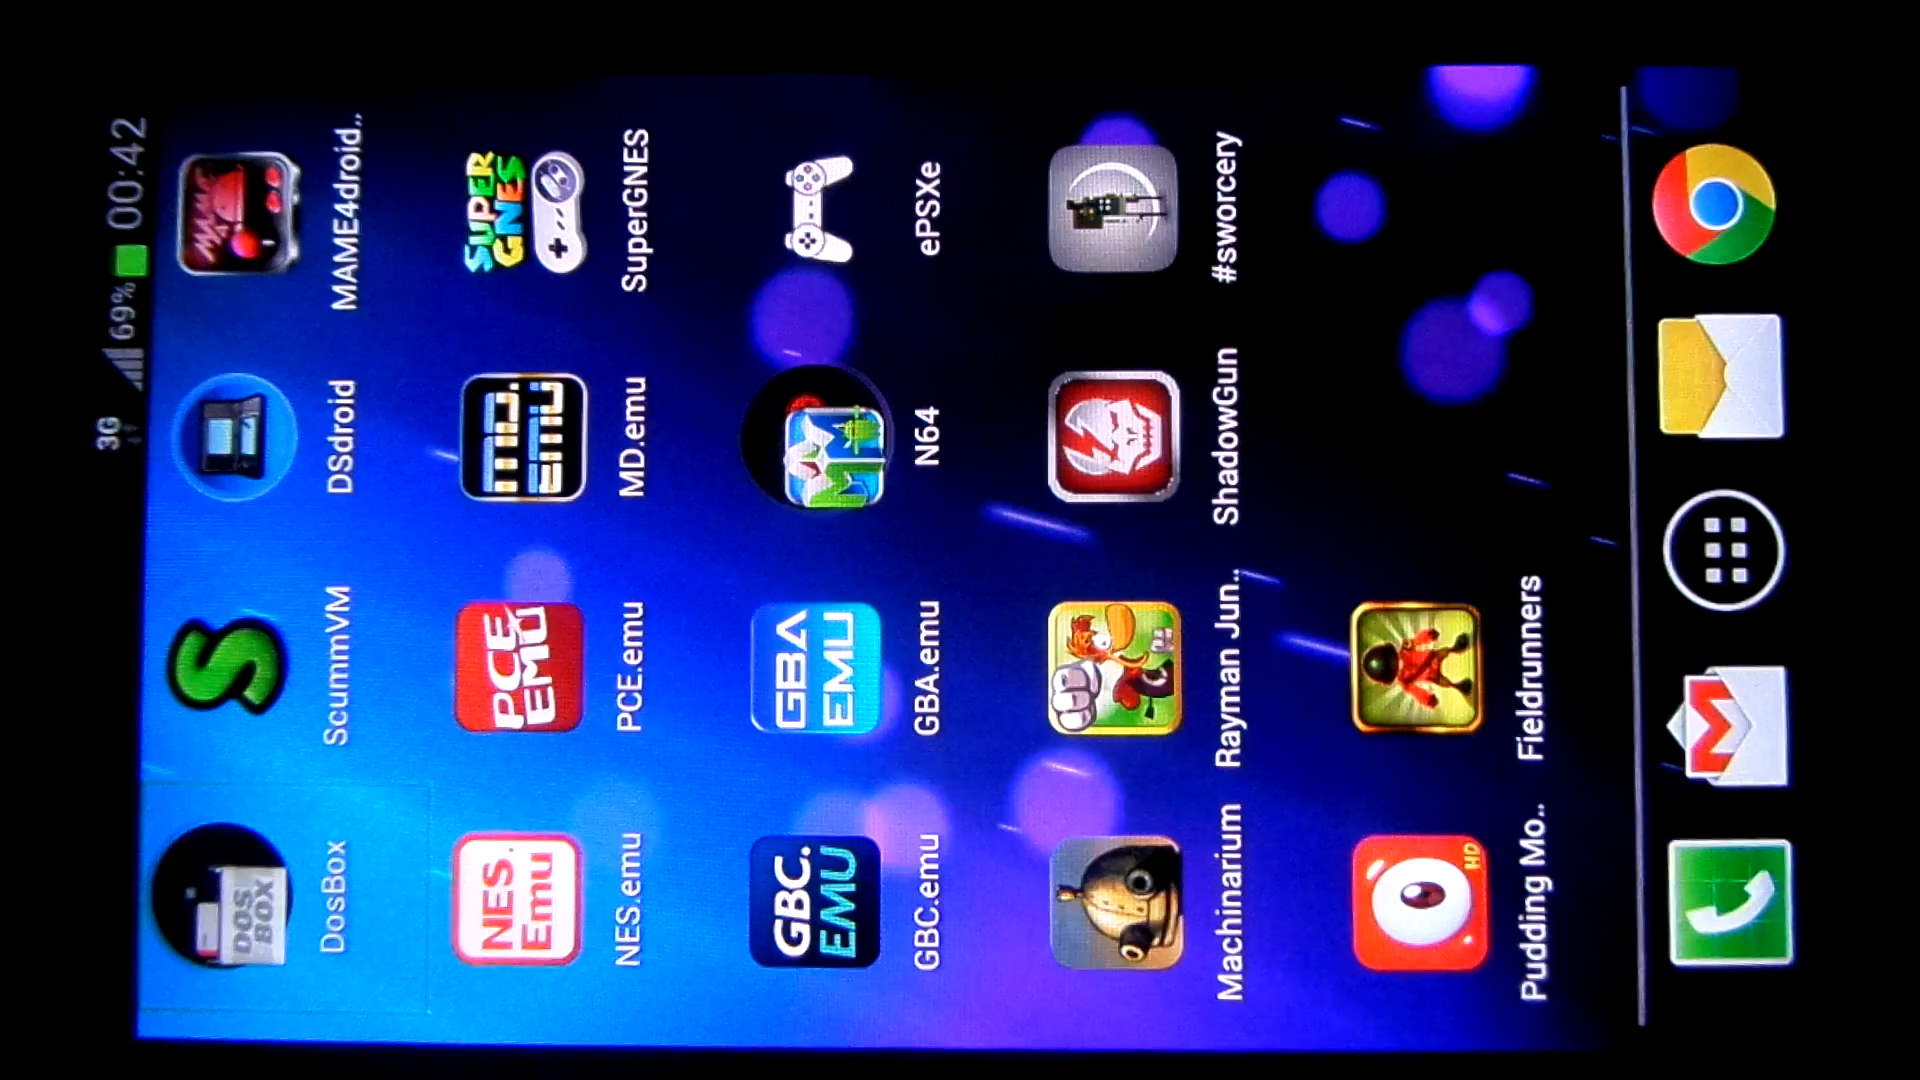 3G 69% 00:42
DOS BOX
MAME
DosBox ScummVM DSdroid MAME4droid..
NES. Emu
PCE EMU
MD. EMU
SUPER GNES
NES.emu PCE.emu MD.emu SuperGNES
GBC. EMU
GBA EMU
GBC.emu GBA.emu N64 ePSXe
Machinarium Rayman Jun.. ShadowGun #sworcery
HD
Pudding Mo.. Fieldrunners